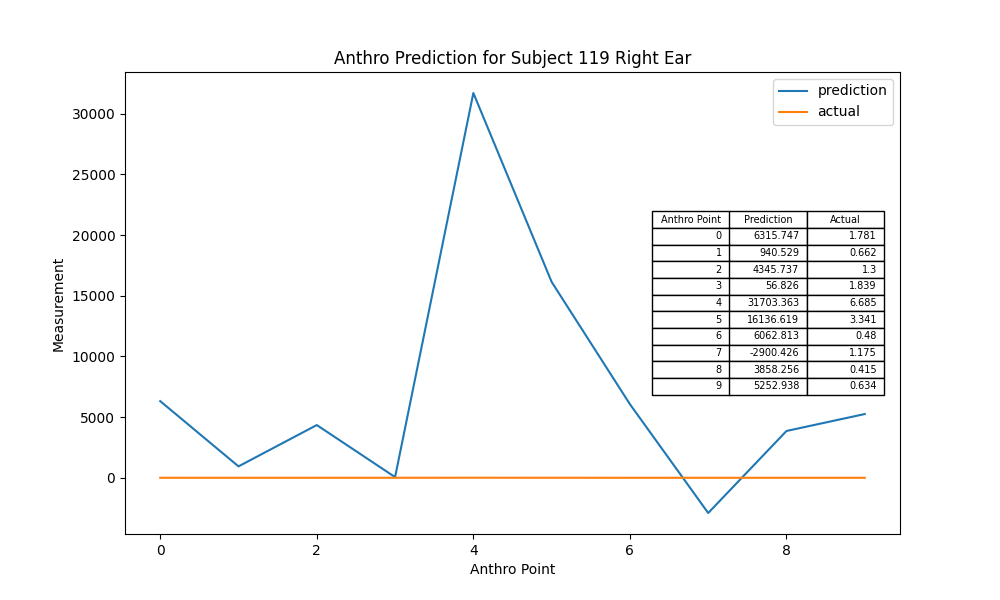 Anthro Prediction for Subject 119 Right Ear
prediction
actual
30000
25000
20000
15000
10000
5000
0
Measurement
Anthro Point Prediction Actual
0 6315.747 1.781
1 940.529 0.662
2 4345.737 1.3
3 56.826 1.839
4 31703.363 6.685
5 16136.619 3.341
6 6062.813 0.48
7 -2900.426 1.175
8 3858.256 0.415
9 5252.938 0.634
0 2 4 6 8
Anthro Point